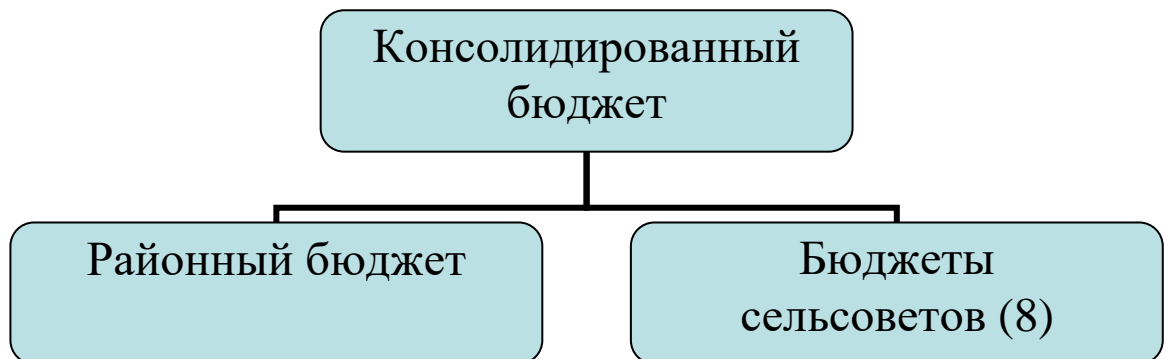 Консолидированный
бюджет
Районный бюджет
Бюджеты
сельсоветов (8)